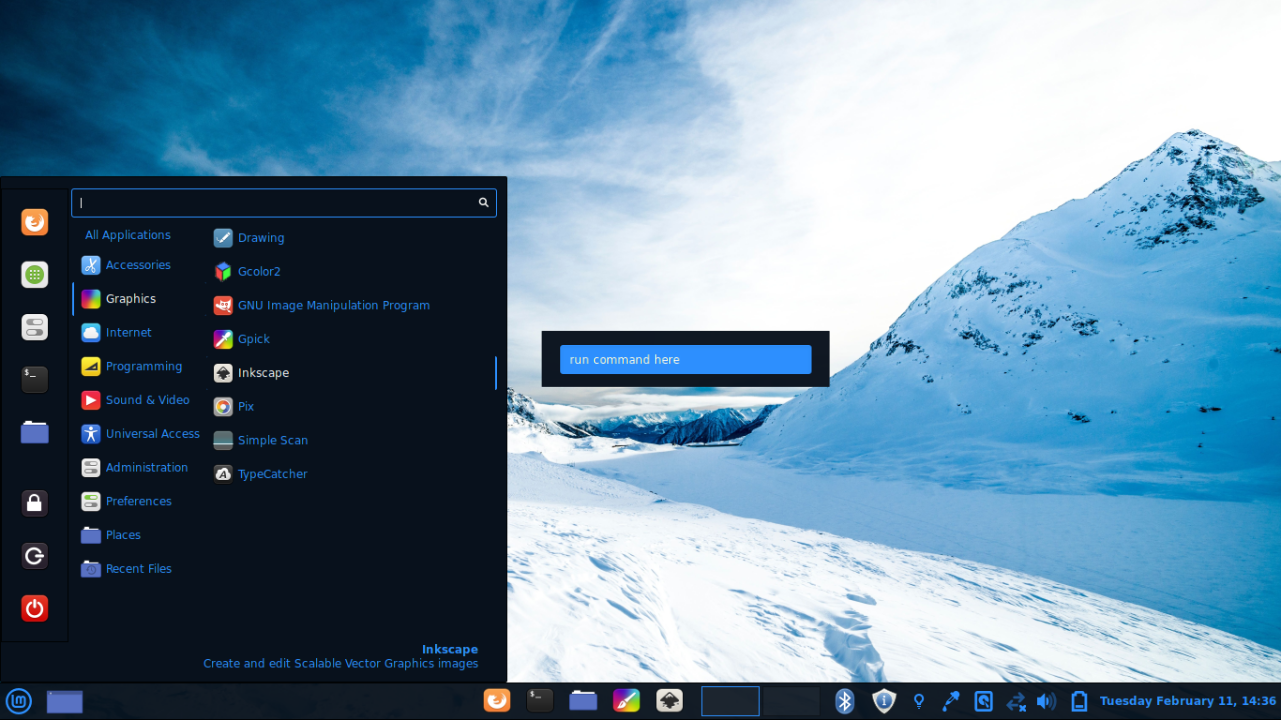 All Applications
Accessories
Graphics
Internet
Programming
Sound & Video
Universal Access
Administration
Preferences
Places
Recent Files
Drawing
Gcolor2
GNU Image Manipulation Program
Gpick
Inkscape
Pix
Simple Scan
TypeCatcher
Inkscape
Create and edit Scalable Vector Graphics images
run command here
Tuesday February 11, 14:36